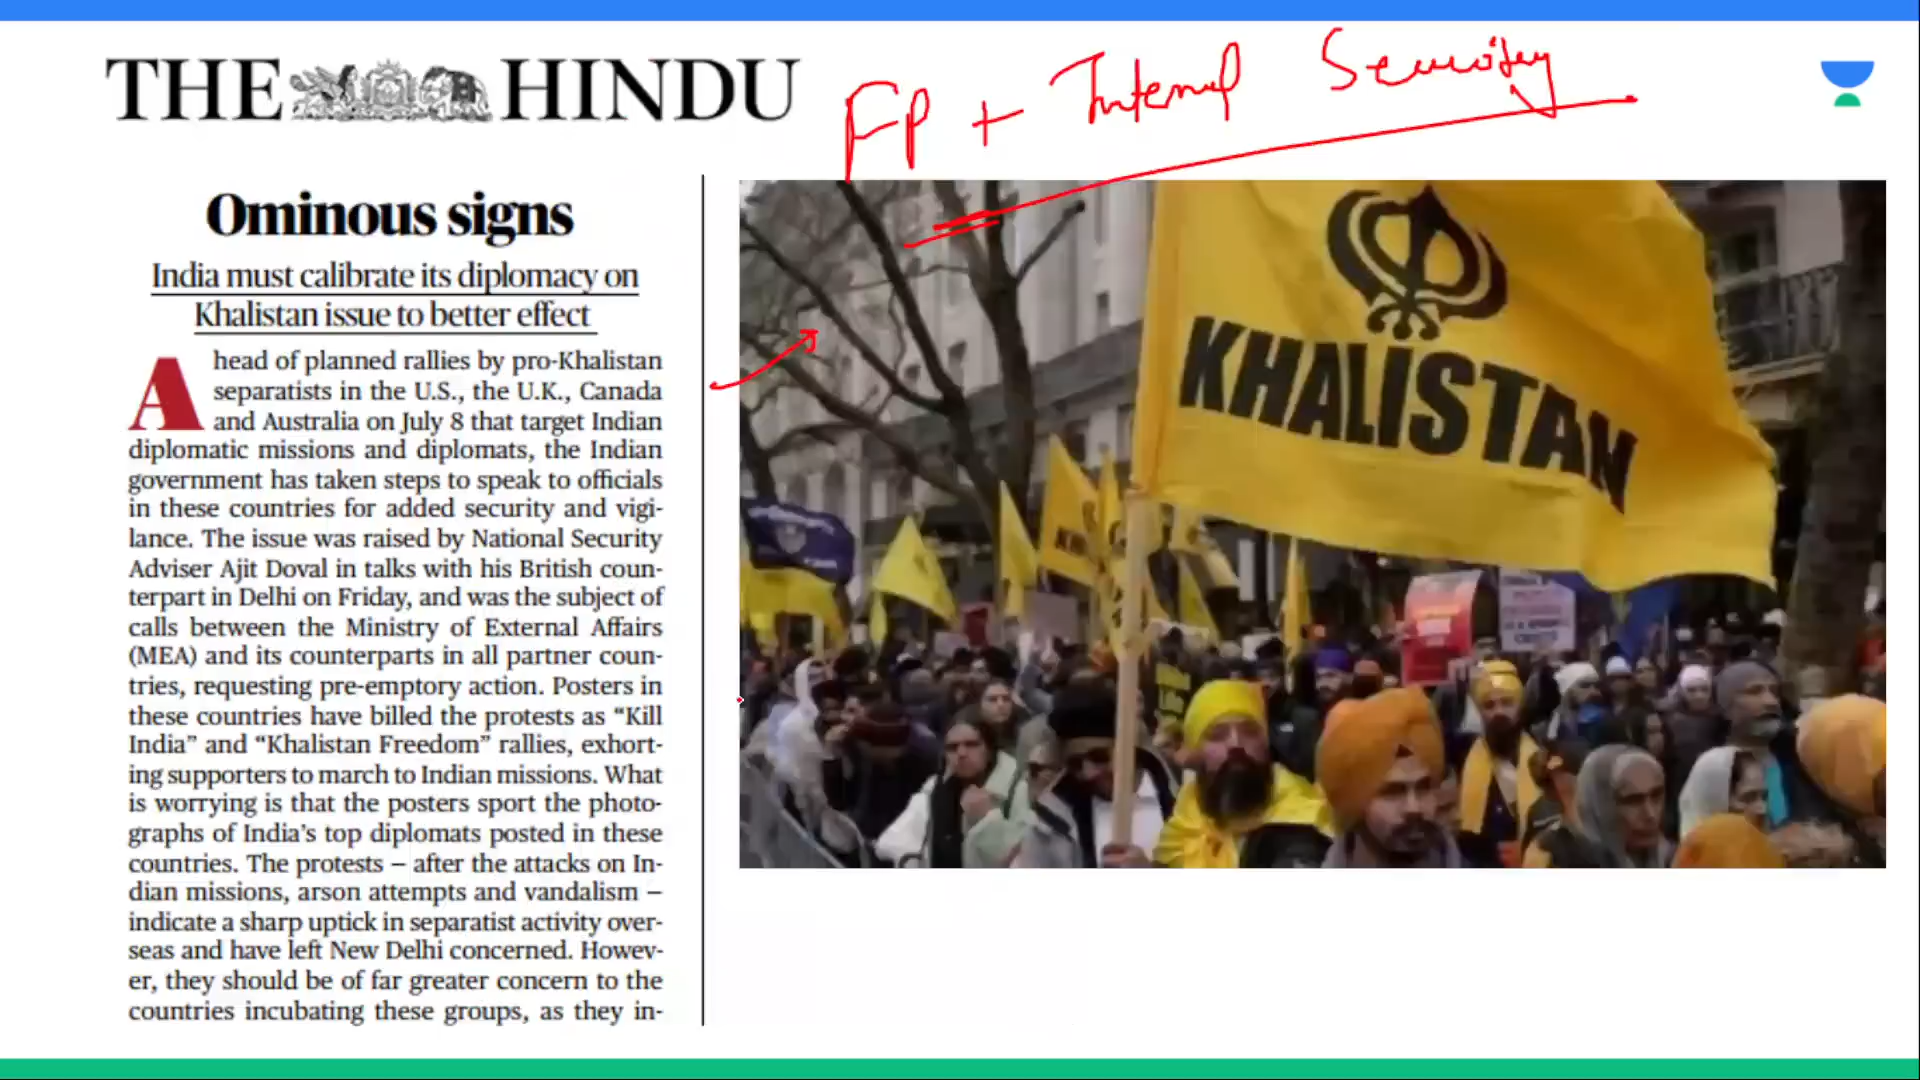 THE HINDU
FP + Internal Security
Ominous signs
India must calibrate its diplomacy on
Khalistan issue to better effect
Ahead of planned rallies by pro-Khalistan
separatists in the U.S., the U.K., Canada
and Australia on July 8 that target Indian
diplomatic missions and diplomats, the Indian
government has taken steps to speak to officials
in these countries for added security and vigi-
lance. The issue was raised by National Security
Adviser Ajit Doval in talks with his British coun-
terpart in Delhi on Friday, and was the subject of
calls between the Ministry of External Affairs
(MEA) and its counterparts in all partner coun-
tries, requesting pre-emptory action. Posters in
these countries have billed the protests as “Kill
India” and “Khalistan Freedom” rallies, exhort-
ing supporters to march to Indian missions. What
is worrying is that the posters sport the photo-
graphs of India’s top diplomats posted in these
countries. The protests – after the attacks on In-
dian missions, arson attempts and vandalism –
indicate a sharp uptick in separatist activity over-
seas and have left New Delhi concerned. Howev-
er, they should be of far greater concern to the
countries incubating these groups, as they in-
KHALISTAN